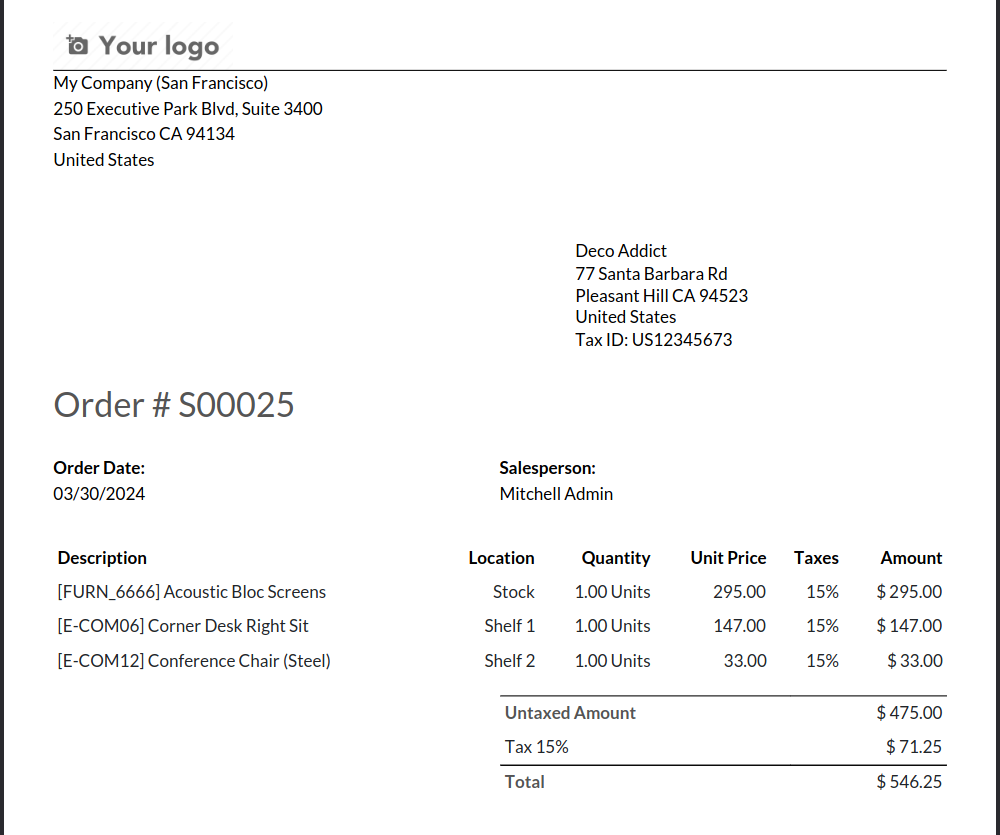 Your logo
My Company (San Francisco)
250 Executive Park Blvd, Suite 3400
San Francisco CA 94134
United States
Deco Addict
77 Santa Barbara Rd
Pleasant Hill CA 94523
United States
Tax ID: US12345673
Order # S00025
Order Date: Salesperson:
03/30/2024 Mitchell Admin
Description Location Quantity Unit Price Taxes Amount
[FURN_6666] Acoustic Bloc Screens Stock 1.00 Units 295.00 15% $ 295.00
[E-COM06] Corner Desk Right Sit Shelf 1 1.00 Units 147.00 15% $ 147.00
[E-COM12] Conference Chair (Steel) Shelf 2 1.00 Units 33.00 15% $ 33.00
Untaxed Amount $ 475.00
Tax 15% $ 71.25
Total $ 546.25